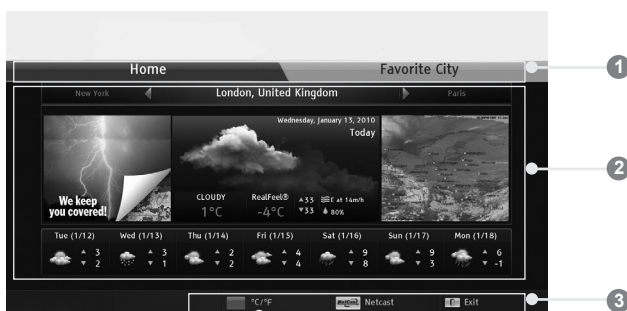 Home Favorite City 1
New York London, United Kingdom Paris
Wednesday, January 13, 2010
Today
We keep
you covered!
CLOUDY RealFeel® ▲33 E at 14m/h
1°C -4°C ▼33 80%
2
Tue (1/12) Wed (1/13) Thu (1/14) Fri (1/15) Sat (1/16) Sun (1/17) Mon (1/18)
▲ 3 ▲ 3 ▲ 2 ▲ 4 ▲ 9 ▲ 9 ▲ 6
▼ 2 ▼ 1 ▼ 2 ▼ 4 ▼ 8 ▼ 3 ▼ -1
°C/°F NetCast Netcast E Exit 3